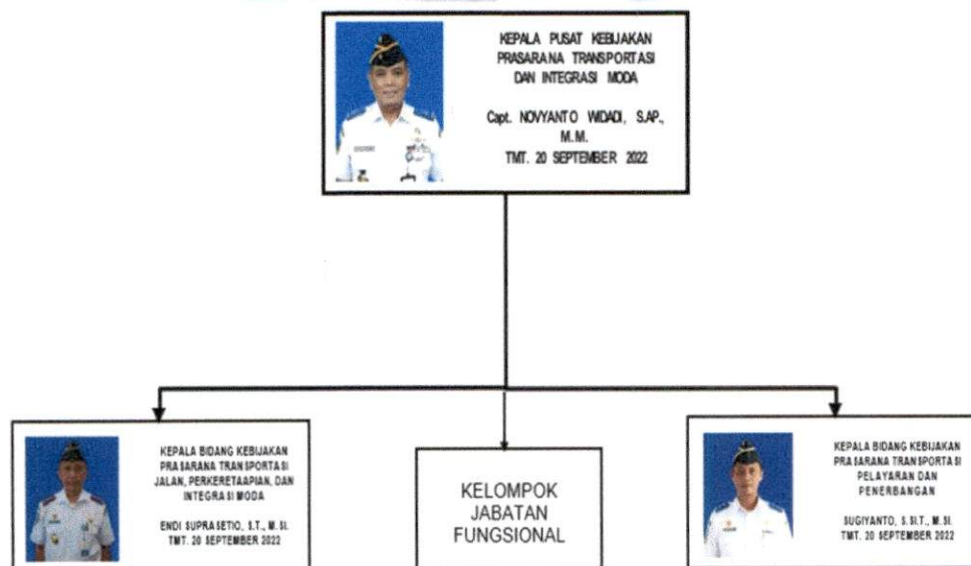 KEPALA PUSAT KEBIJAKAN
PRASARANA TRANSPORTASI
DAN INTEGRASI MODA
Capt. NOVYANTO WIDADI, S.AP.,
M.M.
TMT. 20 SEPTEMBER 2022
KEPALA BIDANG KEBIJAKAN
PRASARANA TRANSPORTASI
JALAN, PERKERETAAPIAN, DAN
INTEGRASI MODA
ENDI SUPRASETIO, S.T., M.SI.
TMT. 20 SEPTEMBER 2022
KELOMPOK
JABATAN
FUNGSIONAL
KEPALA BIDANG KEBIJAKAN
PRASARANA TRANSPORTASI
PELAYARAN DAN
PENERBANGAN
SUGIYANTO, S.SI.T., M.SI.
TMT. 20 SEPTEMBER 2022